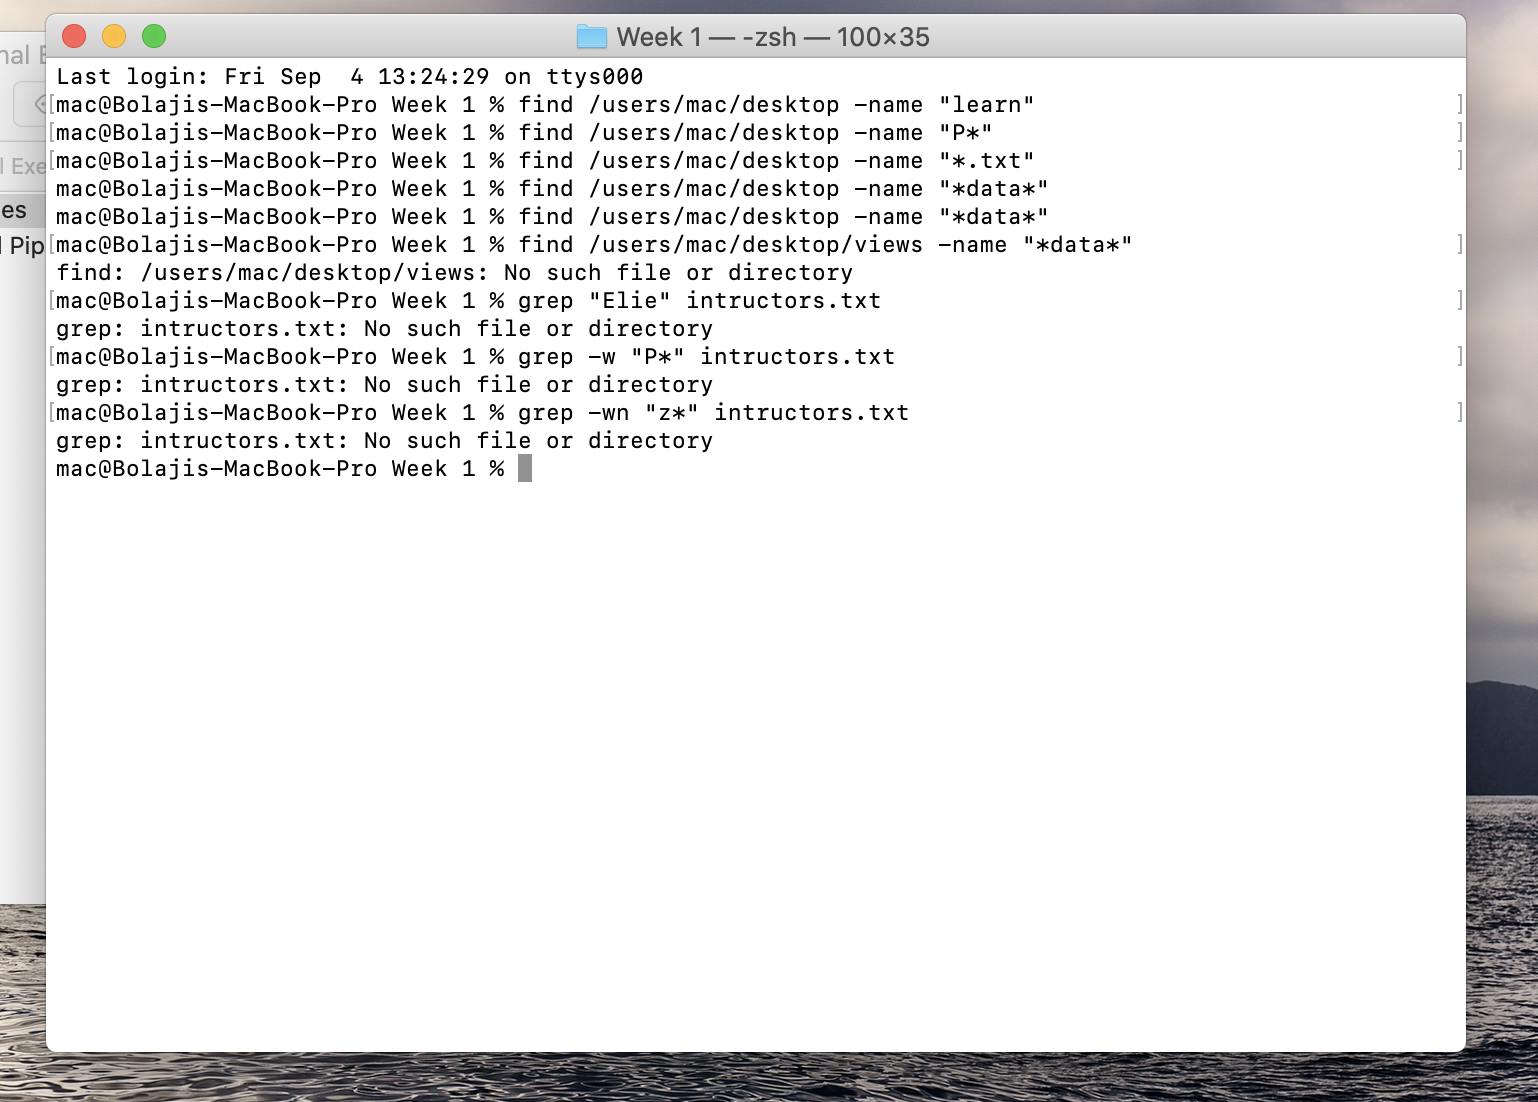 Week 1 — -zsh — 100×35
Last login: Fri Sep  4 13:24:29 on ttys000
[mac@Bolajis-MacBook-Pro Week 1 % find /users/mac/desktop -name "learn" ]
[mac@Bolajis-MacBook-Pro Week 1 % find /users/mac/desktop -name "P*" ]
[mac@Bolajis-MacBook-Pro Week 1 % find /users/mac/desktop -name "*.txt" ]
mac@Bolajis-MacBook-Pro Week 1 % find /users/mac/desktop -name "*data*"
mac@Bolajis-MacBook-Pro Week 1 % find /users/mac/desktop -name "*data*"
[mac@Bolajis-MacBook-Pro Week 1 % find /users/mac/desktop/views -name "*data*" ]
find: /users/mac/desktop/views: No such file or directory
[mac@Bolajis-MacBook-Pro Week 1 % grep "Elie" intructors.txt ]
grep: intructors.txt: No such file or directory
[mac@Bolajis-MacBook-Pro Week 1 % grep -w "P*" intructors.txt ]
grep: intructors.txt: No such file or directory
[mac@Bolajis-MacBook-Pro Week 1 % grep -wn "z*" intructors.txt ]
grep: intructors.txt: No such file or directory
mac@Bolajis-MacBook-Pro Week 1 %